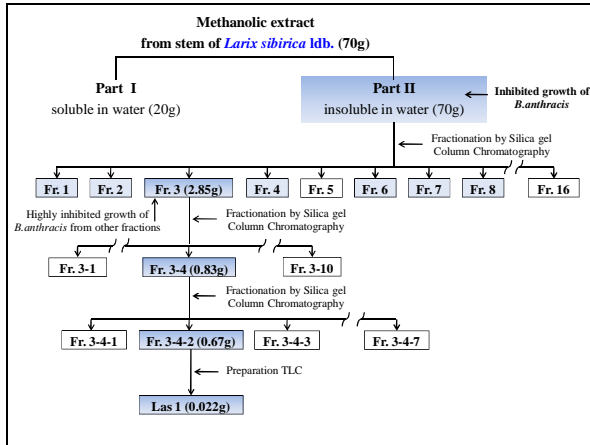 Methanolic extract
from stem of Larix sibirica ldb. (70g)
Part I
soluble in water (20g)
Part II
insoluble in water (70g)
Inhibited growth of
B.anthracis
Fractionation by Silica gel
Column Chromatography
Fr. 1
Fr. 2
Fr. 3 (2.85g)
Fr. 4
Fr. 5
Fr. 6
Fr. 7
Fr. 8
Fr. 16
Highly inhibited growth of
B.anthracis from other fractions
Fractionation by Silica gel
Column Chromatography
Fr. 3-1
Fr. 3-4 (0.83g)
Fr. 3-10
Fractionation by Silica gel
Column Chromatography
Fr. 3-4-1
Fr. 3-4-2 (0.67g)
Fr. 3-4-3
Fr. 3-4-7
Preparation TLC
Las 1 (0.022g)